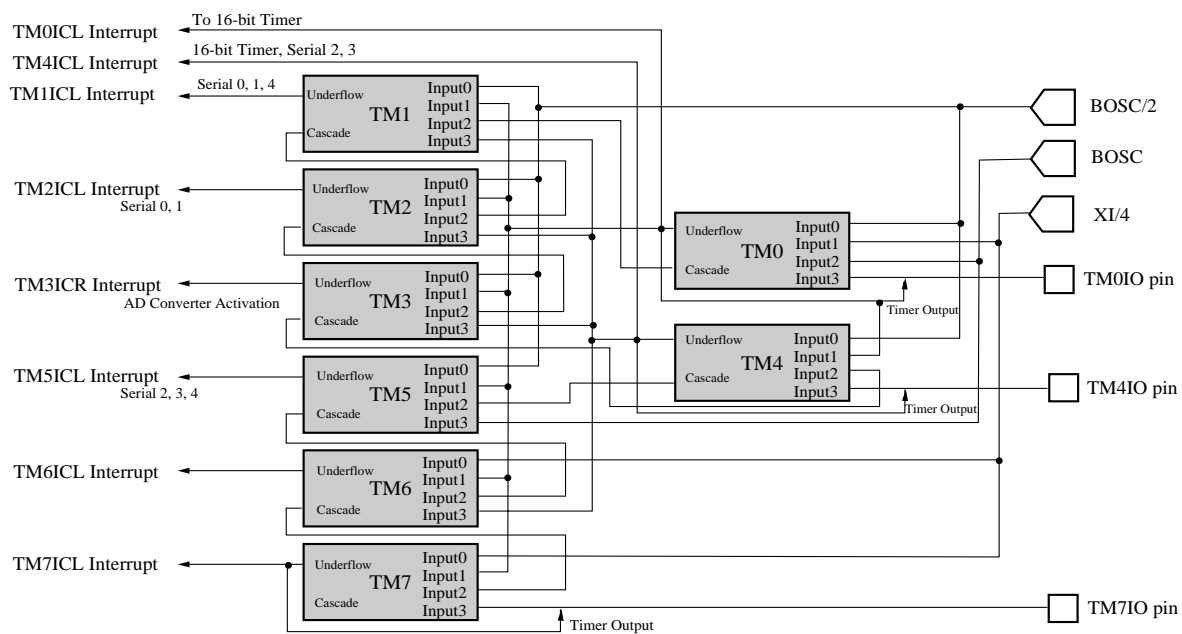 To 16-bit Timer
TM0ICL Interrupt
16-bit Timer, Serial 2, 3
TM4ICL Interrupt
Serial 0, 1, 4
TM1ICL Interrupt
Underflow
TM1
Cascade
Input0
Input1
Input2
Input3
BOSC/2
BOSC
TM2ICL Interrupt
Serial 0, 1
Underflow
TM2
Cascade
Input0
Input1
Input2
Input3
XI/4
Underflow
TM0
Cascade
Input0
Input1
Input2
Input3
TM0IO pin
Timer Output
TM3ICR Interrupt
AD Converter Activation
Underflow
TM3
Cascade
Input0
Input1
Input2
Input3
Underflow
TM4
Cascade
Input0
Input1
Input2
Input3
TM4IO pin
Timer Output
TM5ICL Interrupt
Serial 2, 3, 4
Underflow
TM5
Cascade
Input0
Input1
Input2
Input3
TM6ICL Interrupt
Underflow
TM6
Cascade
Input0
Input1
Input2
Input3
TM7ICL Interrupt
Underflow
TM7
Cascade
Input0
Input1
Input2
Input3
TM7IO pin
Timer Output